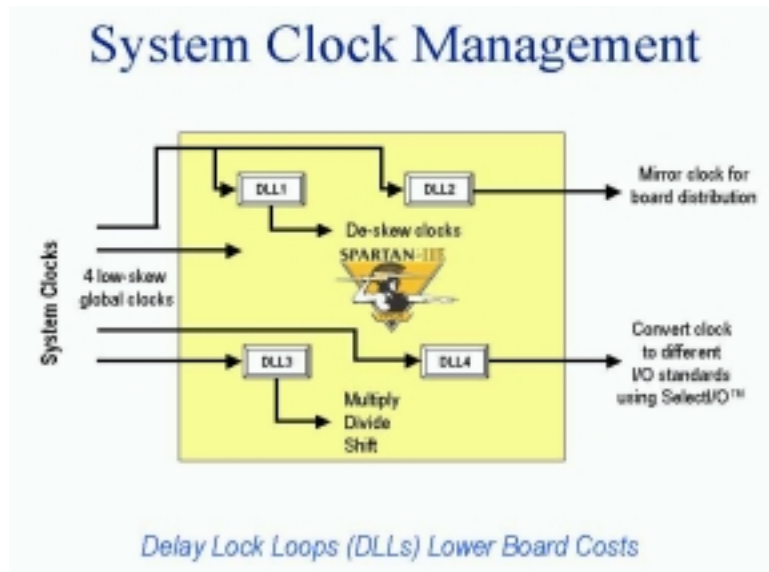 System Clock Management
DLL1
DLL2
Mirror clock for
board distribution
De-skew clocks
System Clocks
4 low-skew
global clocks
SPARTAN-IIE
DLL3
DLL4
Convert clock
to different
I/O standards
using SelectI/O™
Multiply
Divide
Shift
Delay Lock Loops (DLLs) Lower Board Costs